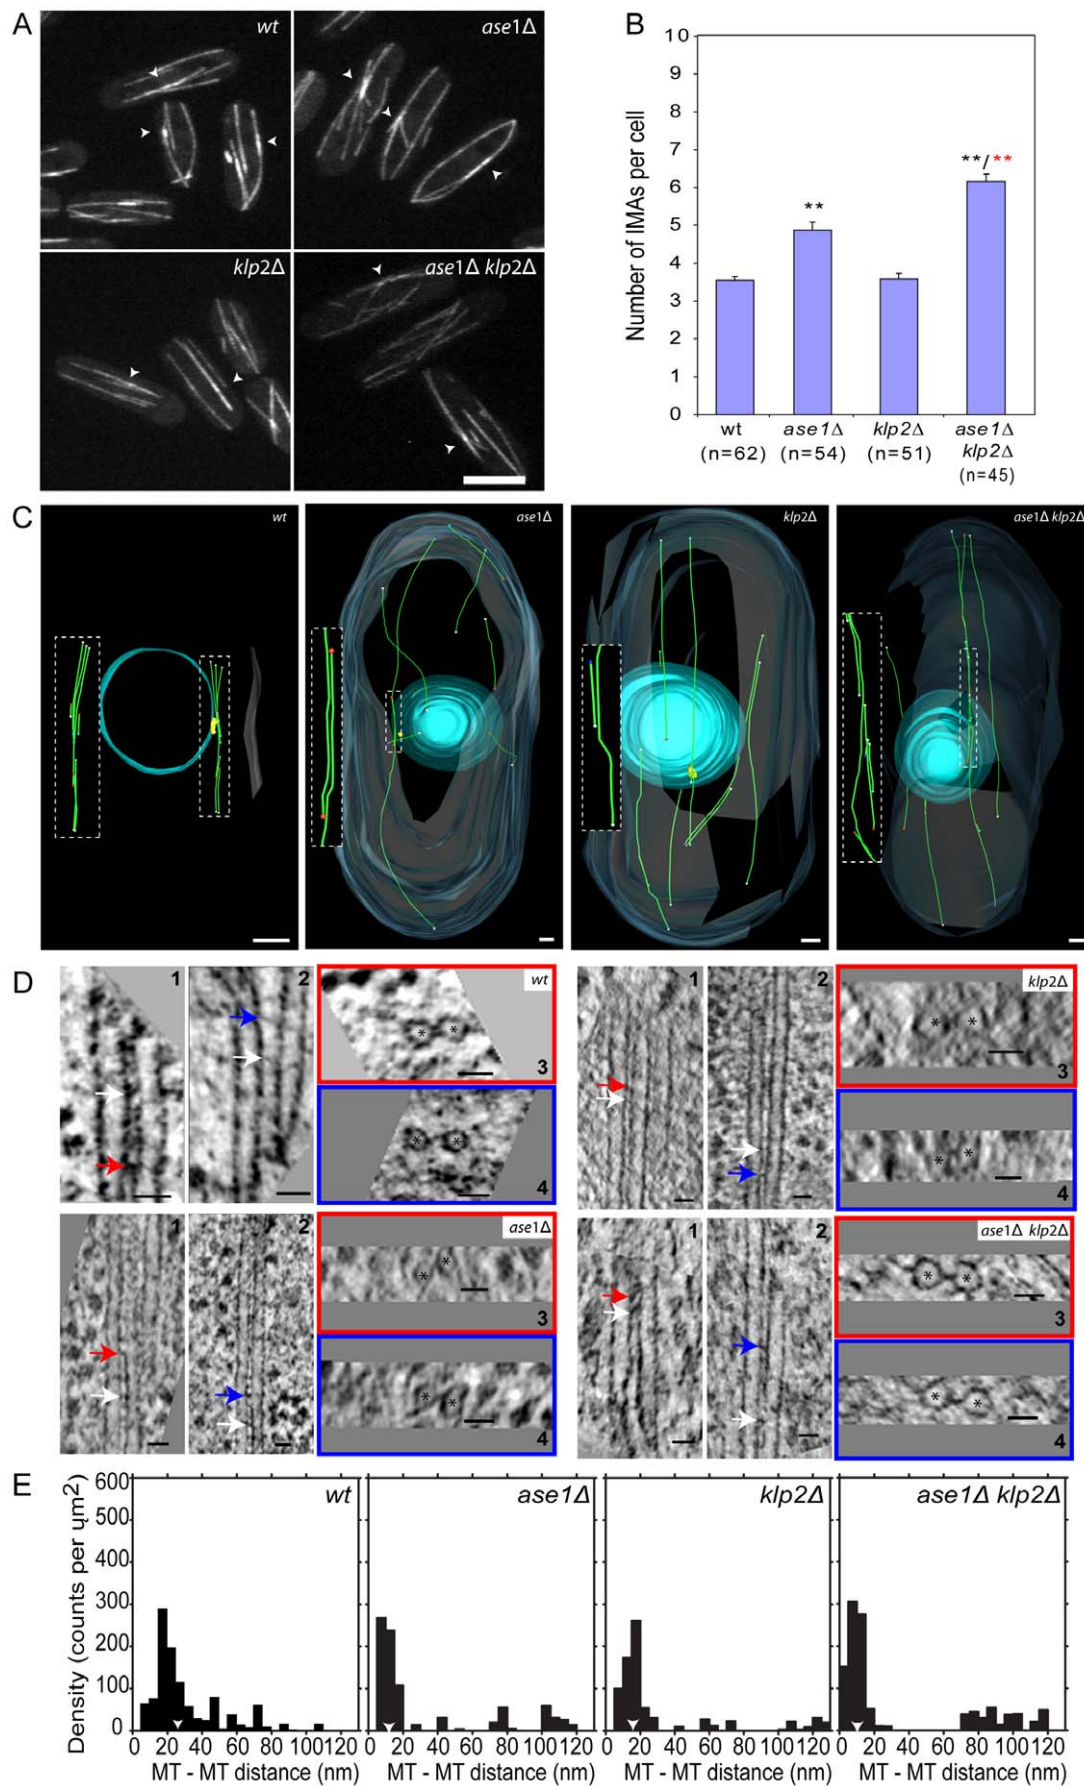 A
wt
ase1Δ
klp2Δ
ase1Δ klp2Δ
B
Number of IMAs per cell
10
9
8
7
6
5
4
3
2
1
0
**
**/**
wt
(n=62)
ase1Δ
(n=54)
klp2Δ
(n=51)
ase1Δ
klp2Δ
(n=45)
C
wt
ase1Δ
klp2Δ
ase1Δ klp2Δ
D
1
2
wt
* *
3
* *
4
1
2
klp2Δ
* *
3
* *
4
1
2
ase1Δ
* *
3
* *
4
1
2
ase1Δ klp2Δ
* *
3
* *
4
E
Density (counts per µm²)
600
500
400
300
200
100
0
wt
ase1Δ
klp2Δ
ase1Δ klp2Δ
0 20 40 60 80 100 120
0 20 40 60 80 100 120
0 20 40 60 80 100 120
0 20 40 60 80 100 120
MT - MT distance (nm)
MT - MT distance (nm)
MT - MT distance (nm)
MT - MT distance (nm)